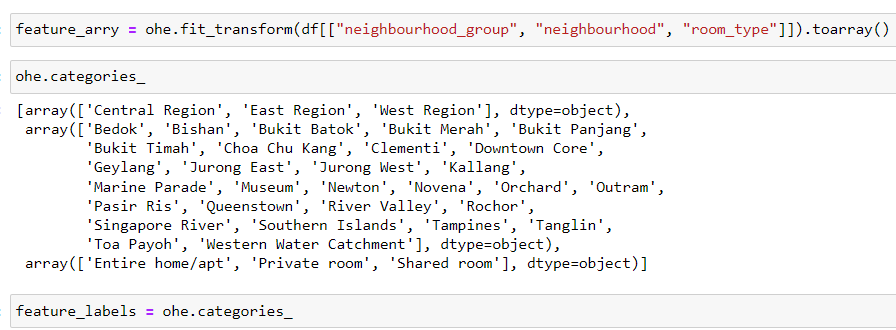 feature_arry = ohe.fit_transform(df[["neighbourhood_group", "neighbourhood", "room_type"]]).toarray()
ohe.categories_
[array(['Central Region', 'East Region', 'West Region'], dtype=object),
array(['Bedok', 'Bishan', 'Bukit Batok', 'Bukit Merah', 'Bukit Panjang',
'Bukit Timah', 'Choa Chu Kang', 'Clementi', 'Downtown Core',
'Geylang', 'Jurong East', 'Jurong West', 'Kallang',
'Marine Parade', 'Museum', 'Newton', 'Novena', 'Orchard', 'Outram',
'Pasir Ris', 'Queenstown', 'River Valley', 'Rochor',
'Singapore River', 'Southern Islands', 'Tampines', 'Tanglin',
'Toa Payoh', 'Western Water Catchment'], dtype=object),
array(['Entire home/apt', 'Private room', 'Shared room'], dtype=object)]
feature_labels = ohe.categories_